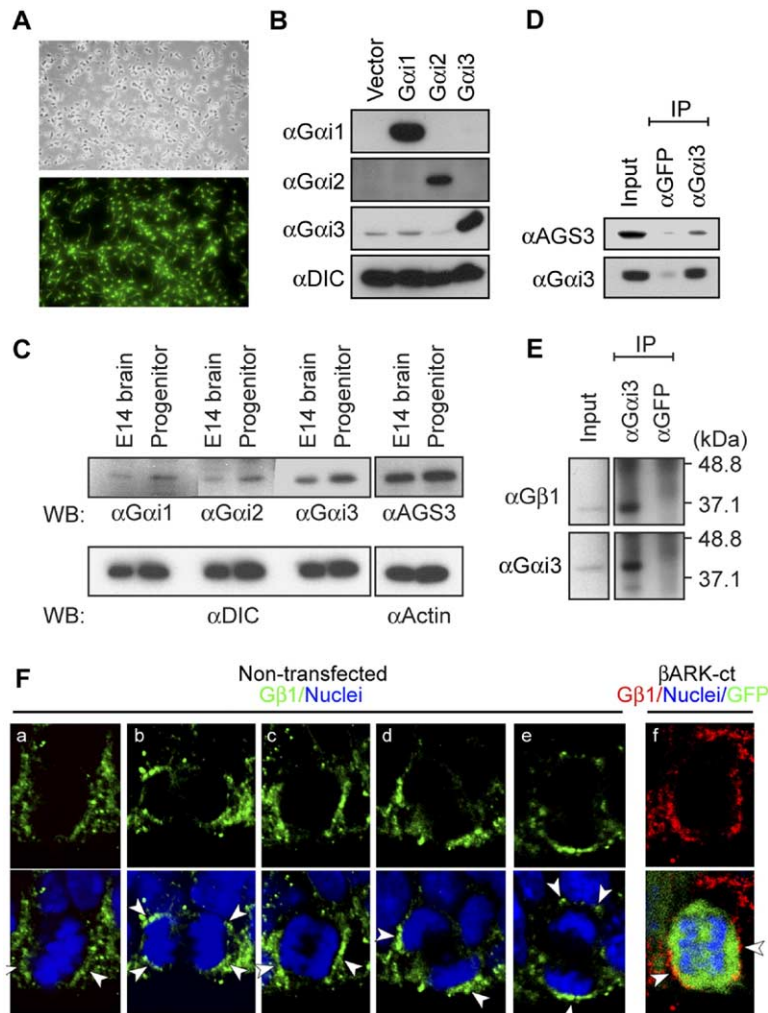 A
B
Vector
Gαi1
Gαi2
Gαi3
αGαi1
αGαi2
αGαi3
αDIC
D
IP
Input
αGFP
αGαi3
αAGS3
αGαi3
C
E14 brain
Progenitor
E14 brain
Progenitor
E14 brain
Progenitor
E14 brain
Progenitor
WB: αGαi1 αGαi2 αGαi3 αAGS3
WB: αDIC αActin
E
IP
Input
αGαi3
αGFP
(kDa)
αGβ1
48.8
37.1
αGαi3
48.8
37.1
F
Non-transfected
Gβ1/Nuclei
βARK-ct
Gβ1/Nuclei/GFP
a b c d e f